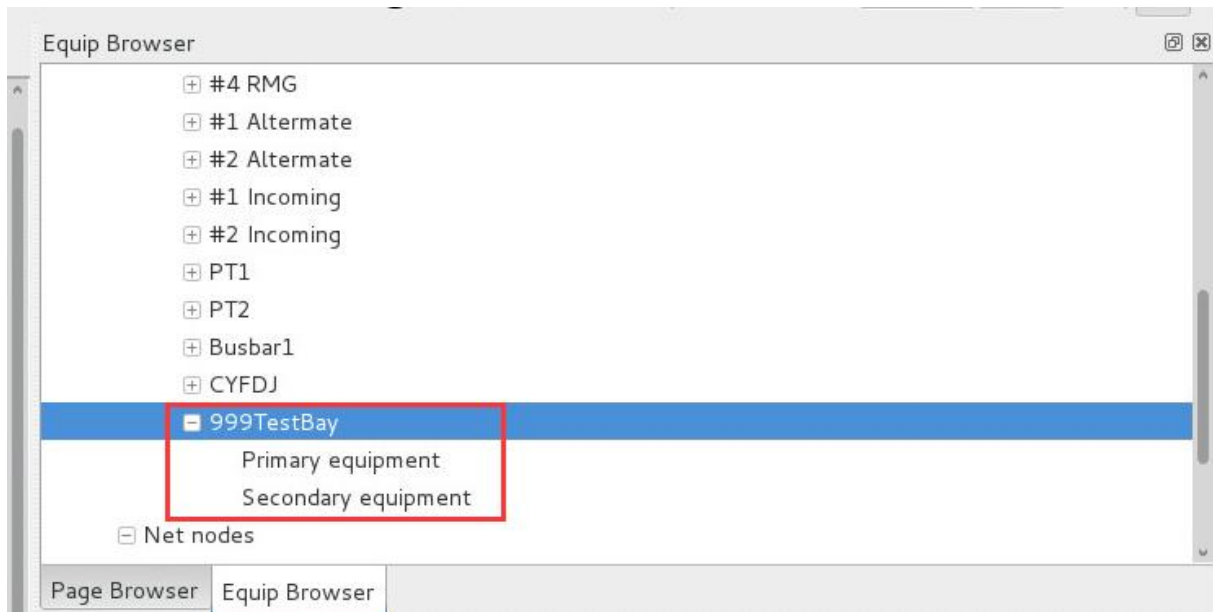 Equip Browser
#4 RMG
#1 Altermate
#2 Altermate
#1 Incoming
#2 Incoming
PT1
PT2
Busbar1
CYFDJ
999TestBay
Primary equipment
Secondary equipment
Net nodes
Page Browser Equip Browser